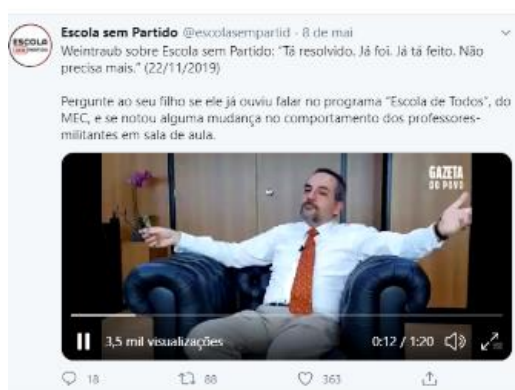 ESCOLA
Escola sem Partido @escolasempartid · 8 de mai
Weintraub sobre Escola sem Partido: "Tá resolvido. Já foi. Já tá feito. Não
precisa mais." (22/11/2019)
Pergunte ao seu filho se ele já ouviu falar no programa "Escola de Todos", do
MEC, e se notou alguma mudança no comportamento dos professores-
militantes em sala de aula.
GAZETA
DO POVO
3,5 mil visualizações
0:12 / 1:20
18 88 363